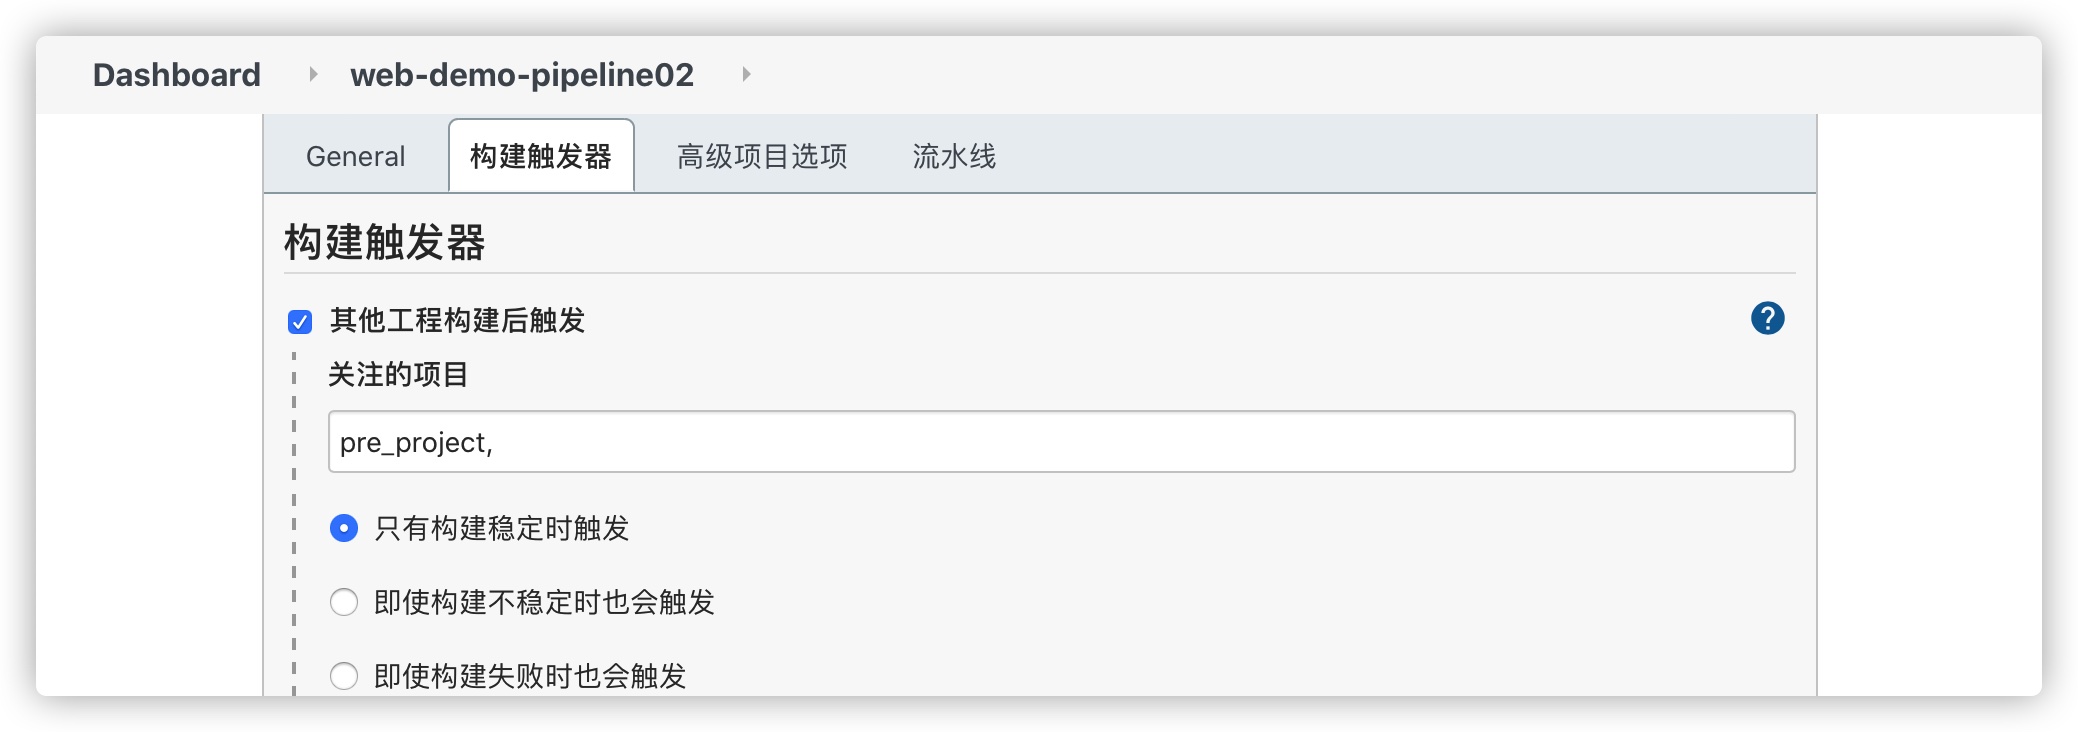 Dashboard web-demo-pipeline02
General 构建触发器 高级项目选项 流水线
构建触发器
其他工程构建后触发 ?
关注的项目
pre_project,
只有构建稳定时触发
即使构建不稳定时也会触发
即使构建失败时也会触发